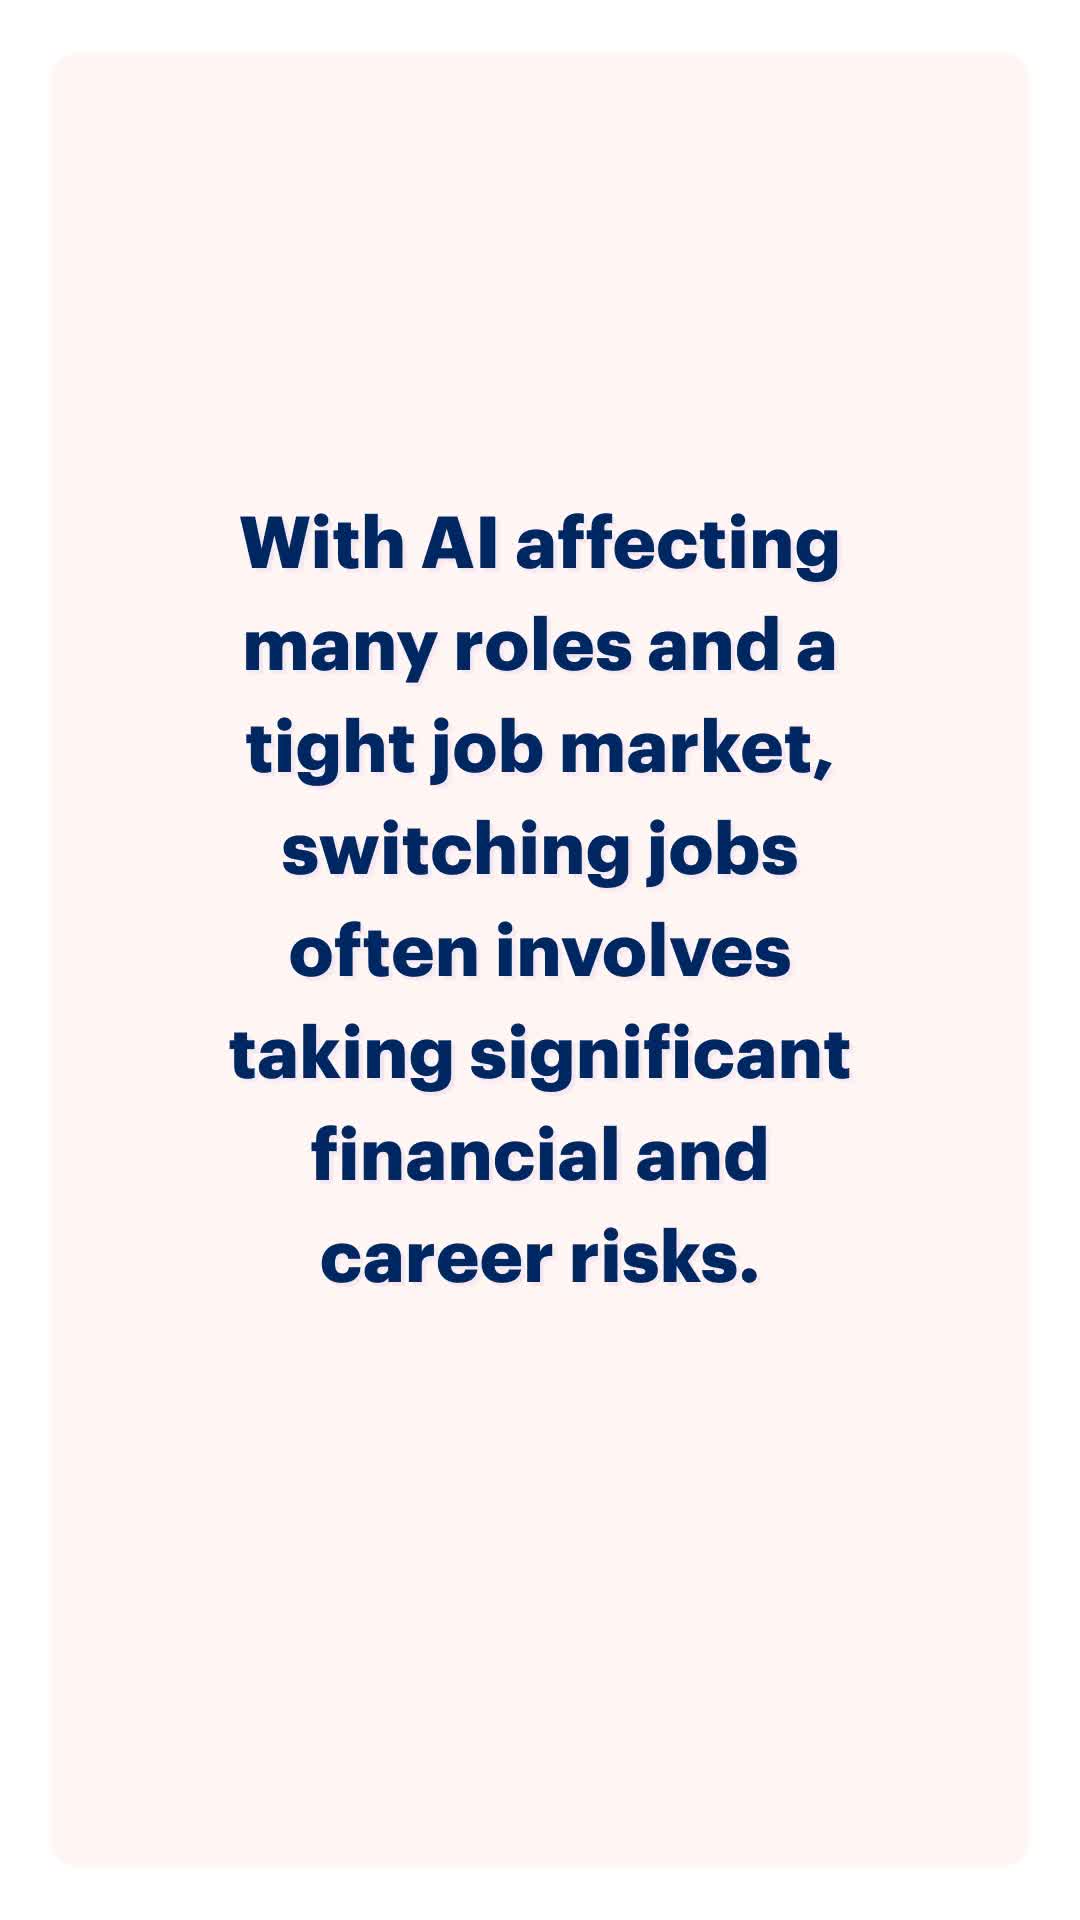 With AI affecting
many roles and a
tight job market,
switching jobs
often involves
taking significant
financial and
career risks.